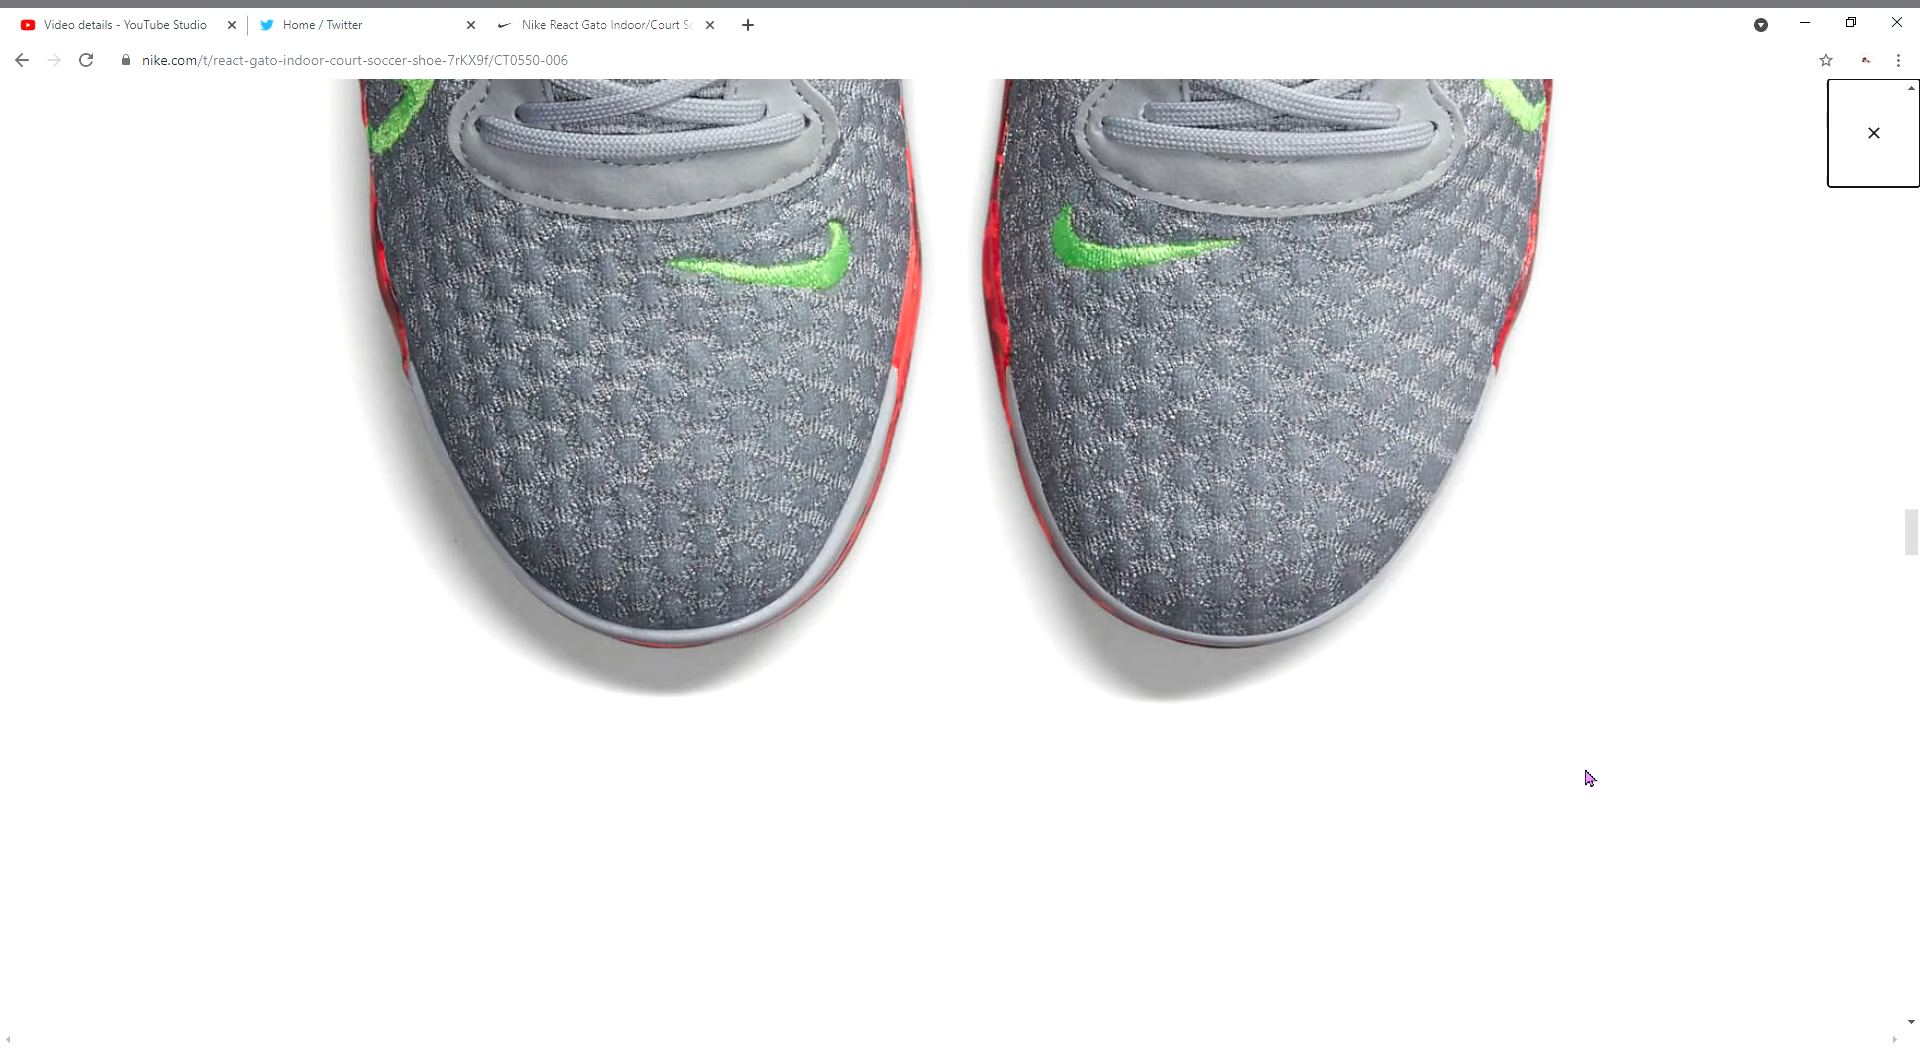 Video details - YouTube Studio
Home / Twitter
Nike React Gato Indoor/Court S
nike.com/t/react-gato-indoor-court-soccer-shoe-7rKX9f/CT0550-006